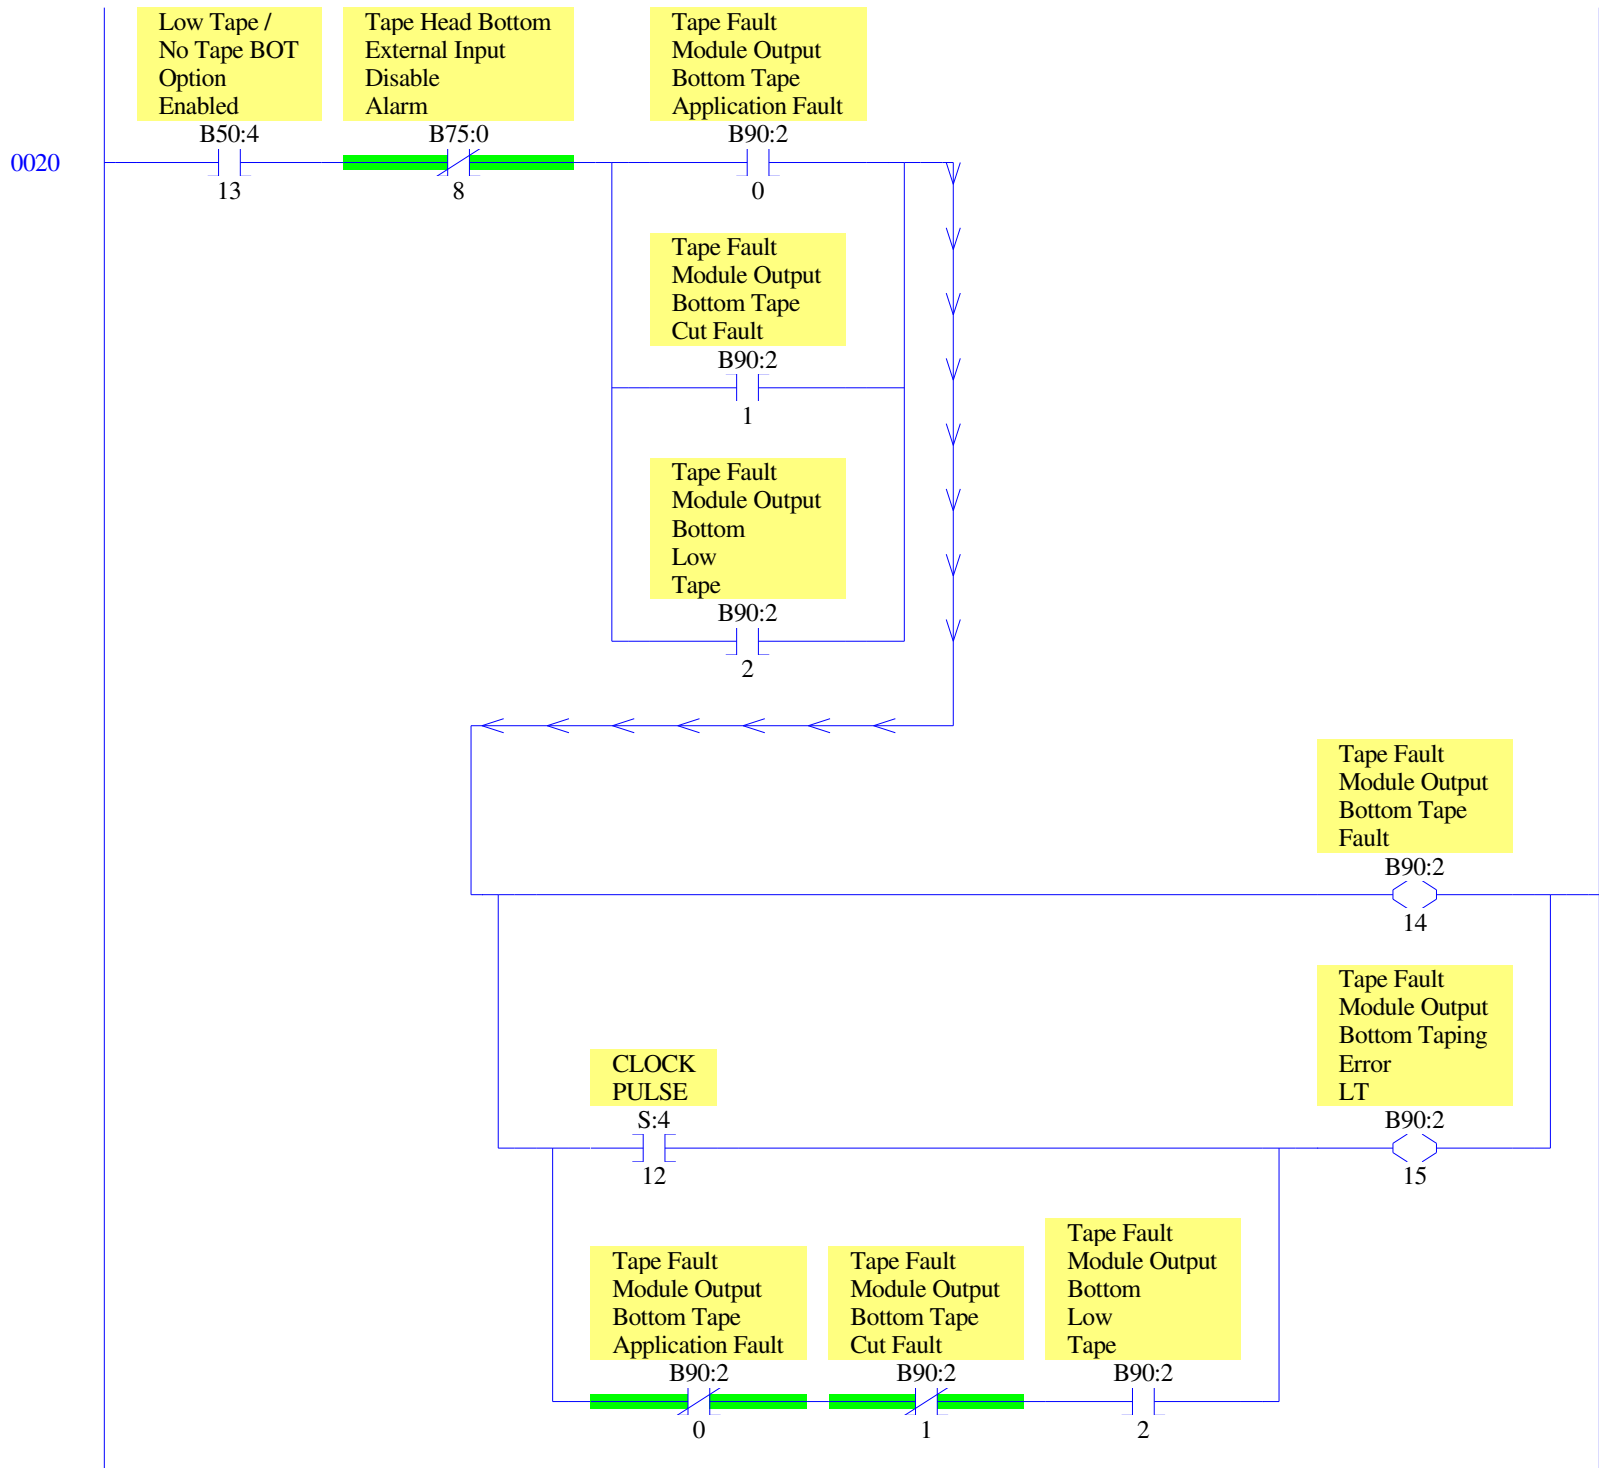 Low Tape /
No Tape BOT
Option
Enabled
B50:4
13
Tape Head Bottom
External Input
Disable
Alarm
B75:0
8
Tape Fault
Module Output
Bottom Tape
Application Fault
B90:2
0
0020
Tape Fault
Module Output
Bottom Tape
Cut Fault
B90:2
1
Tape Fault
Module Output
Bottom
Low
Tape
B90:2
2
Tape Fault
Module Output
Bottom Tape
Fault
B90:2
14
Tape Fault
Module Output
Bottom Taping
Error
LT
B90:2
15
CLOCK
PULSE
S:4
12
Tape Fault
Module Output
Bottom Tape
Application Fault
B90:2
0
Tape Fault
Module Output
Bottom Tape
Cut Fault
B90:2
1
Tape Fault
Module Output
Bottom
Low
Tape
B90:2
2